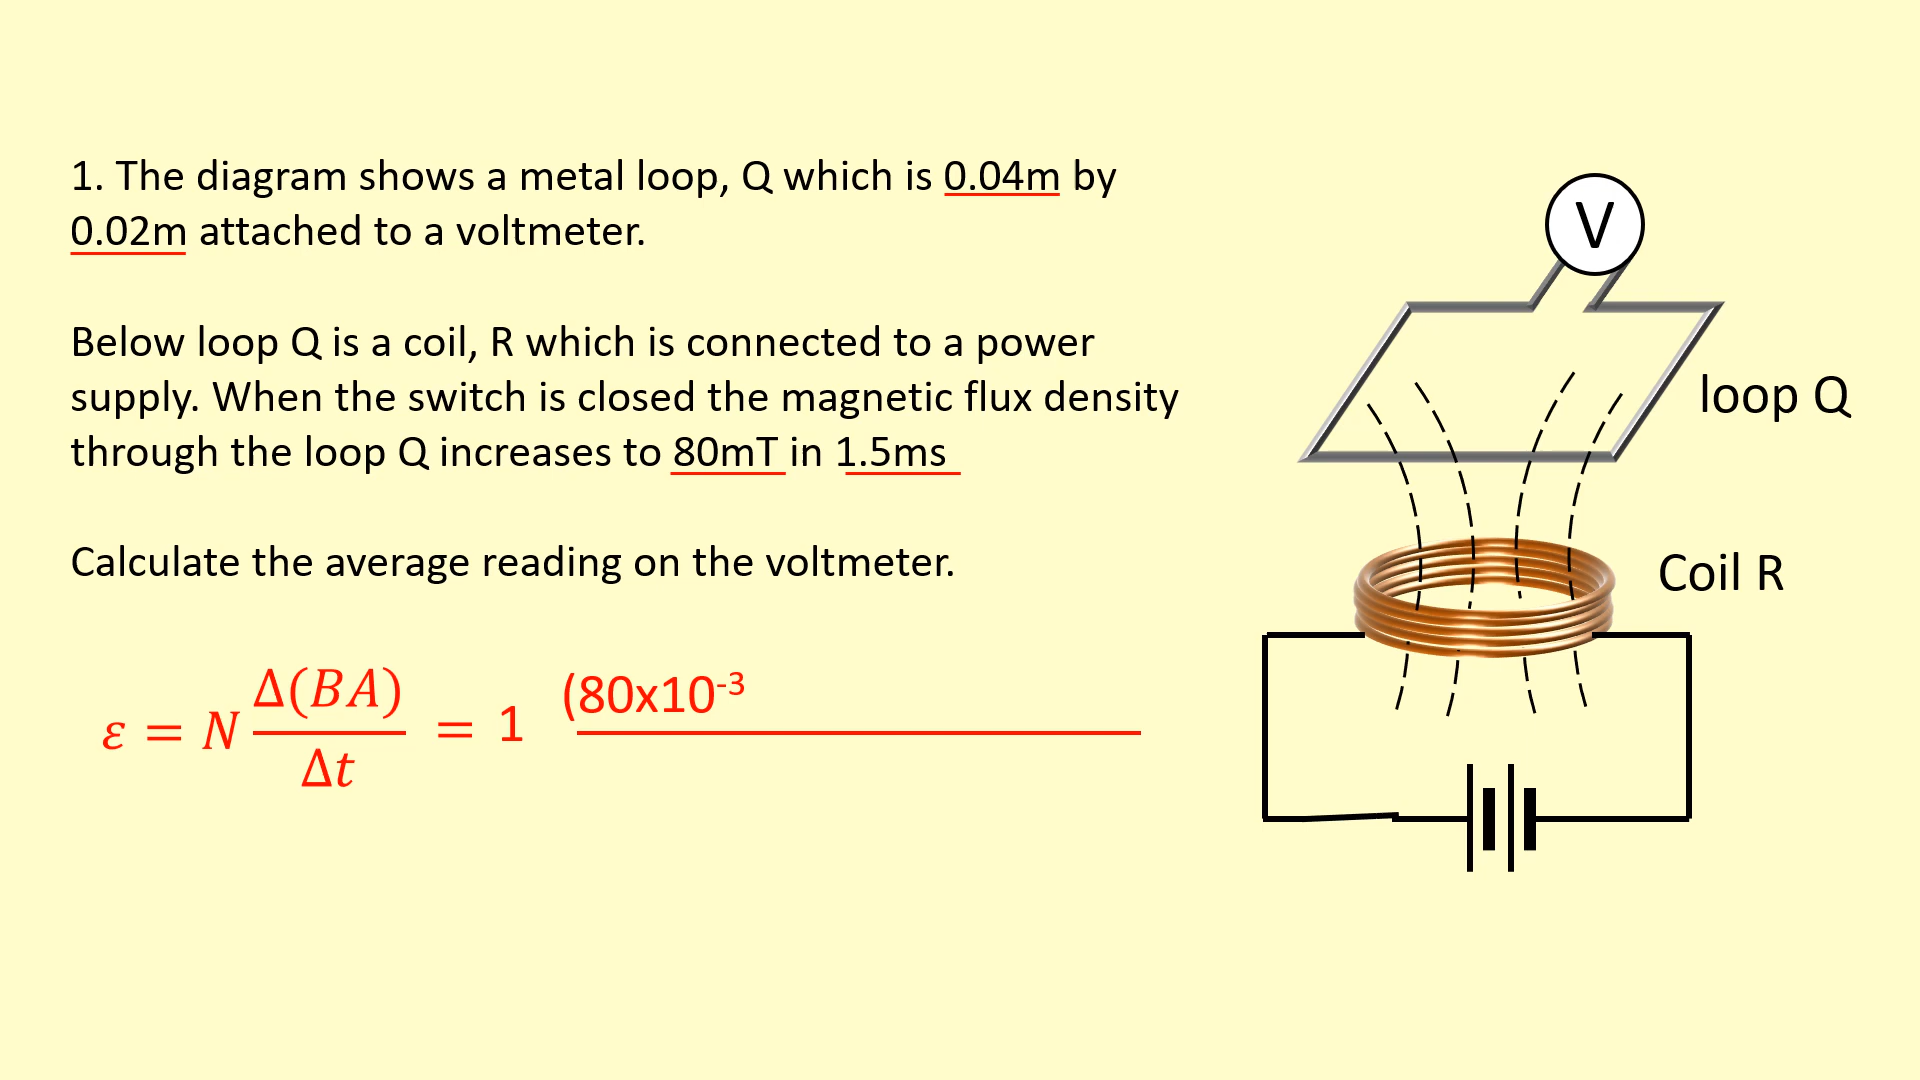 1. The diagram shows a metal loop, Q which is 0.04m by
0.02m attached to a voltmeter.
Below loop Q is a coil, R which is connected to a power
supply. When the switch is closed the magnetic flux density
through the loop Q increases to 80mT in 1.5ms
Calculate the average reading on the voltmeter.
ε = N Δ(BA)/Δt = 1 (80x10⁻³
V
loop Q
Coil R